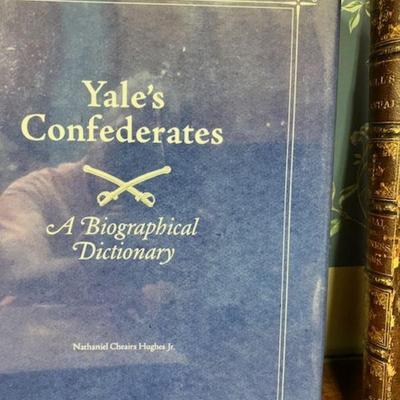 Yale's
Confederates
A Biographical
Dictionary
Nathaniel Cheairs Hughes Jr.